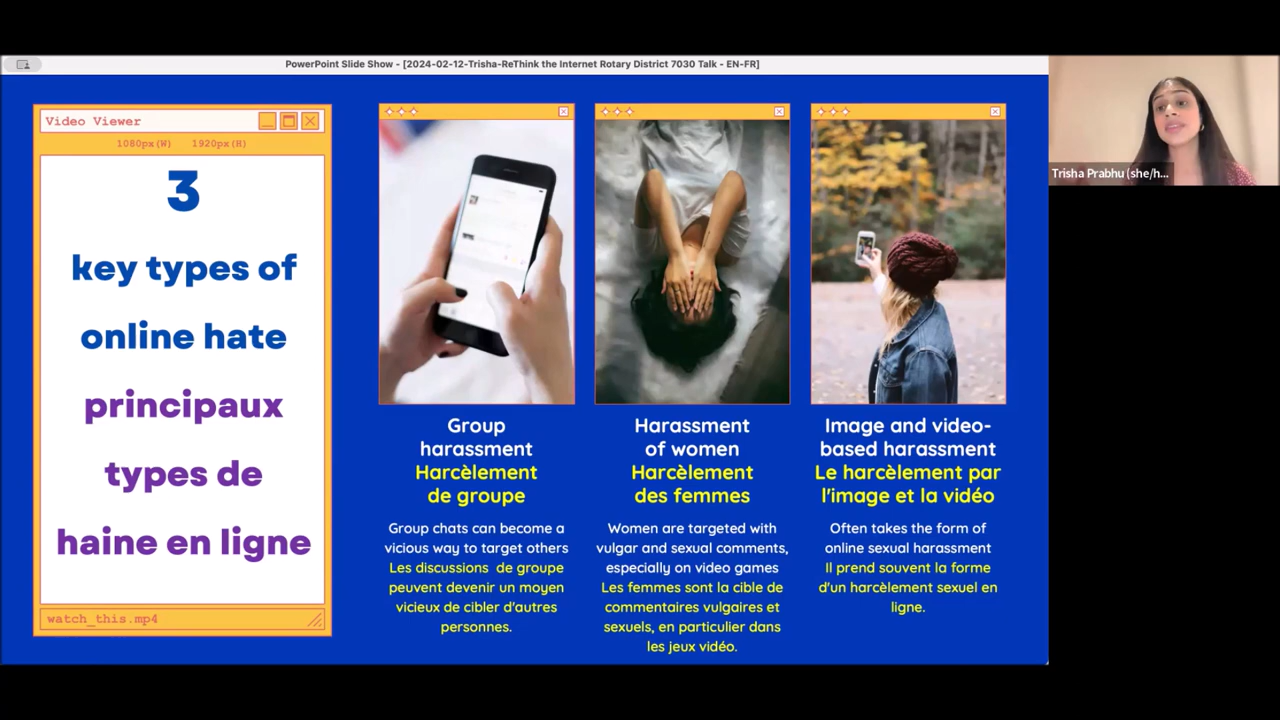 PowerPoint Slide Show - [2024-02-12-Trisha-ReThink the Internet Rotary District 7030 Talk - EN-FR]
Video Viewer
1080px(W) 1920px(H)
3
key types of
online hate
principaux
types de
haine en ligne
watch_this.mp4
Group
harassment
Harcèlement
de groupe
Group chats can become a
vicious way to target others
Les discussions de groupe
peuvent devenir un moyen
vicieux de cibler d'autres
personnes.
Harassment
of women
Harcèlement
des femmes
Women are targeted with
vulgar and sexual comments,
especially on video games
Les femmes sont la cible de
commentaires vulgaires et
sexuels, en particulier dans
les jeux vidéo.
Image and video-
based harassment
Le harcèlement par
l'image et la vidéo
Often takes the form of
online sexual harassment
Il prend souvent la forme
d'un harcèlement sexuel en
ligne.
Trisha Prabhu (she/h...